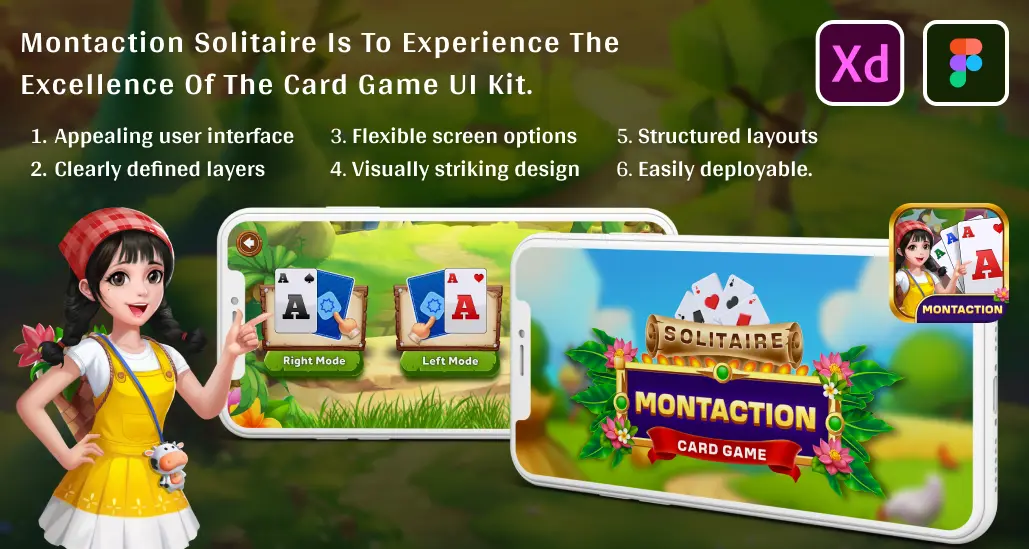 Montaction Solitaire Is To Experience The
Excellence Of The Card Game UI Kit.
Xd
1. Appealing user interface
2. Clearly defined layers
3. Flexible screen options
4. Visually striking design
5. Structured layouts
6. Easily deployable.
A A
A
Right Mode
A A
A
Left Mode
SOLITAIRE
MONTACTION
CARD GAME
A A
A
MONTACTION